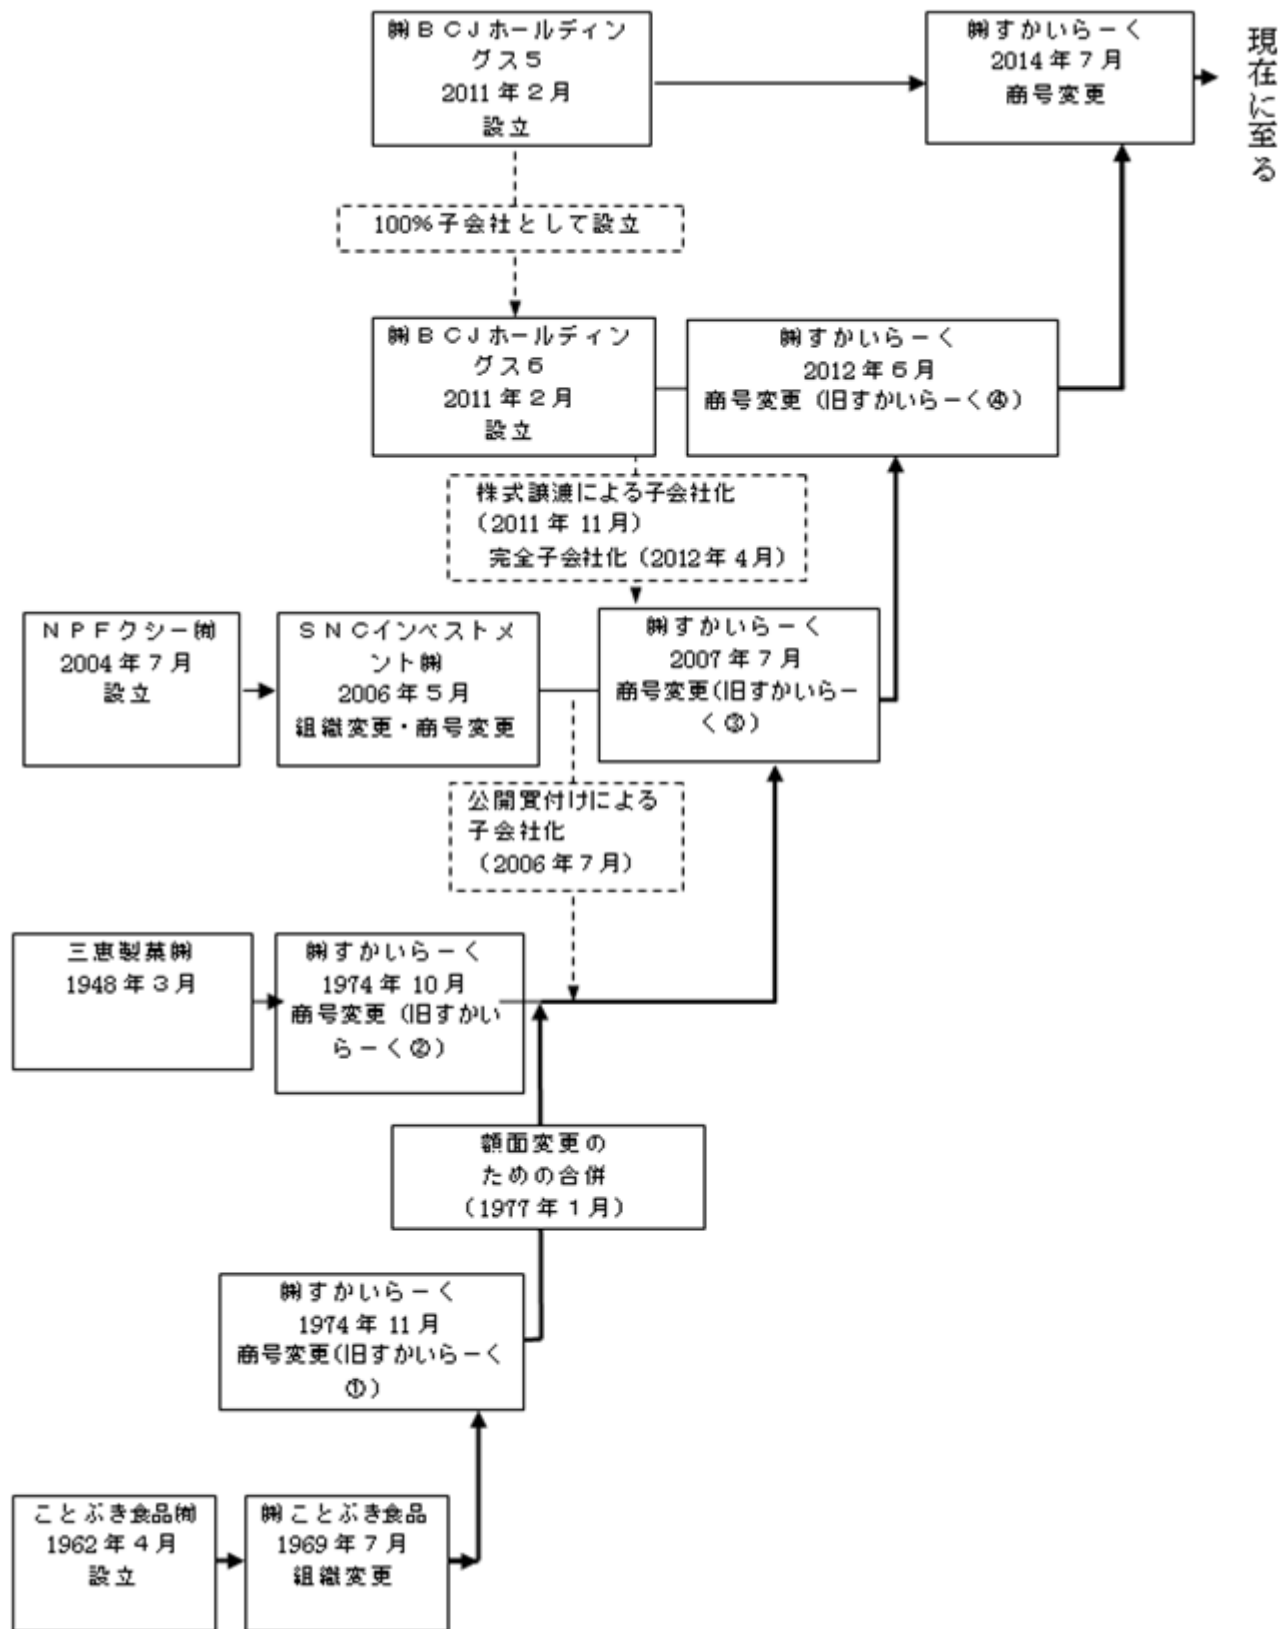 ㈱ＢＣＪホールディン
グス５
2011年２月
設立
㈱すかいらーく
2014年７月
商号変更
現在に至る
100%子会社として設立
㈱ＢＣＪホールディン
グス６
2011年２月
設立
㈱すかいらーく
2012年６月
商号変更（旧すかいらーく④）
株式譲渡による子会社化
（2011年11月）
完全子会社化（2012年４月）
ＮＰＦクシー㈲
2004年７月
設立
ＳＮＣインベストメ
ント㈱
2006年５月
組織変更・商号変更
㈱すかいらーく
2007年７月
商号変更(旧すかいらー
く③）
公開買付けによる
子会社化
（2006年７月）
三恵製菓㈱
1948年３月
㈱すかいらーく
1974年10月
商号変更（旧すかい
らーく②）
額面変更の
ための合併
（1977年１月）
㈱すかいらーく
1974年11月
商号変更(旧すかいらーく
①）
ことぶき食品㈲
1962年４月
設立
㈱ことぶき食品
1969年７月
組織変更